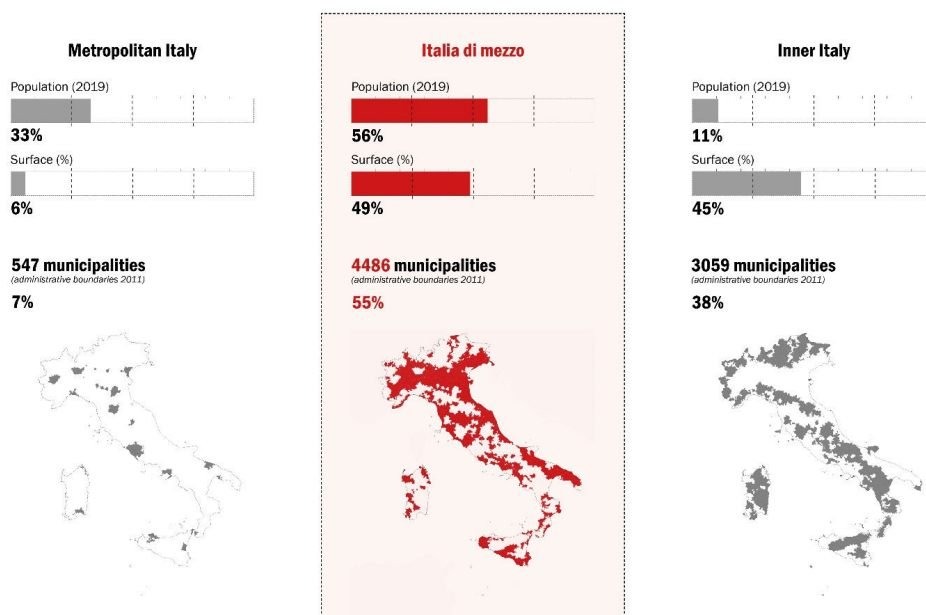 Metropolitan Italy
Population (2019)
33%
Surface (%)
6%
547 municipalities
(administrative boundaries 2011)
7%
Italia di mezzo
Population (2019)
56%
Surface (%)
49%
4486 municipalities
(administrative boundaries 2011)
55%
Inner Italy
Population (2019)
11%
Surface (%)
45%
3059 municipalities
(administrative boundaries 2011)
38%